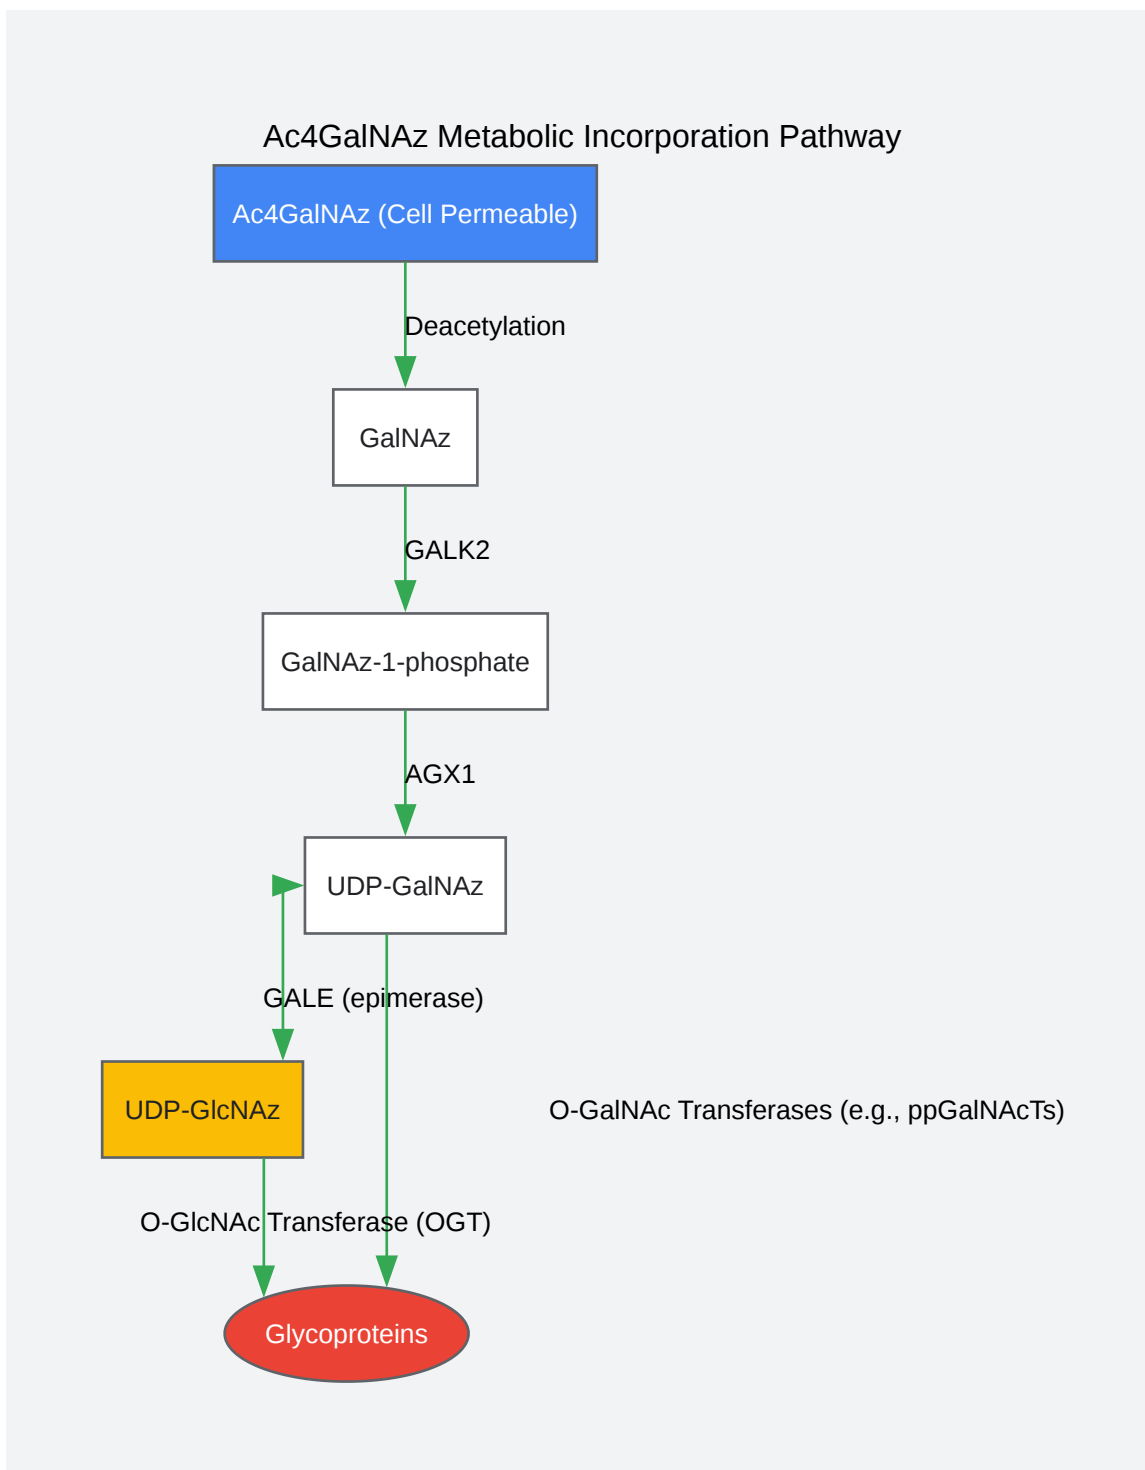 Ac4GalNAz Metabolic Incorporation Pathway
Ac4GalNAz (Cell Permeable)
Deacetylation
GalNAz
GALK2
GalNAz-1-phosphate
AGX1
UDP-GalNAz
GALE (epimerase)
UDP-GlcNAz
O-GalNAc Transferases (e.g., ppGalNAcTs)
O-GlcNAc Transferase (OGT)
Glycoproteins